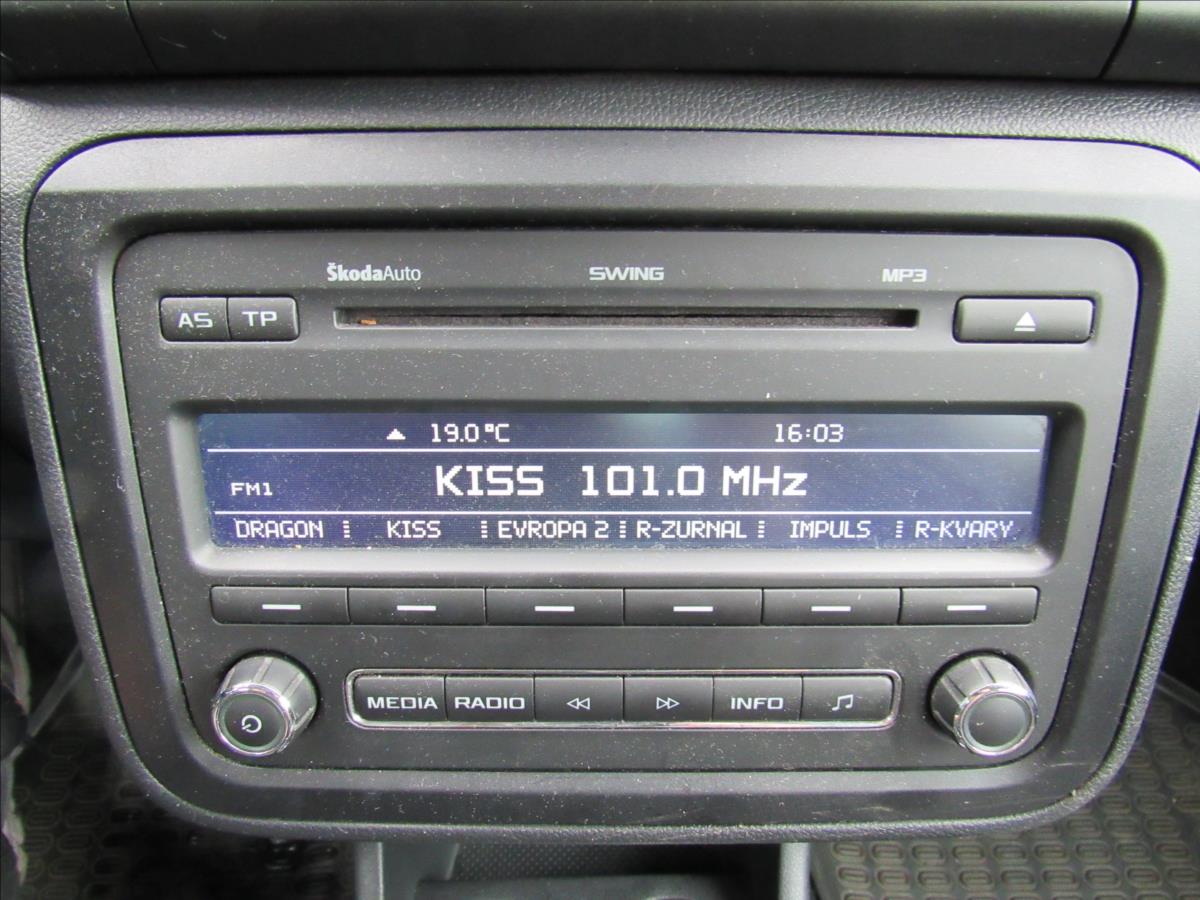 ŠkodaAuto SWING MP3
AS TP
19.0°C 16:03
FM1 KISS 101.0 MHz
DRAGON KISS EVROPA 2 R-ZURNAL IMPULS R-KVARY
MEDIA RADIO INFO